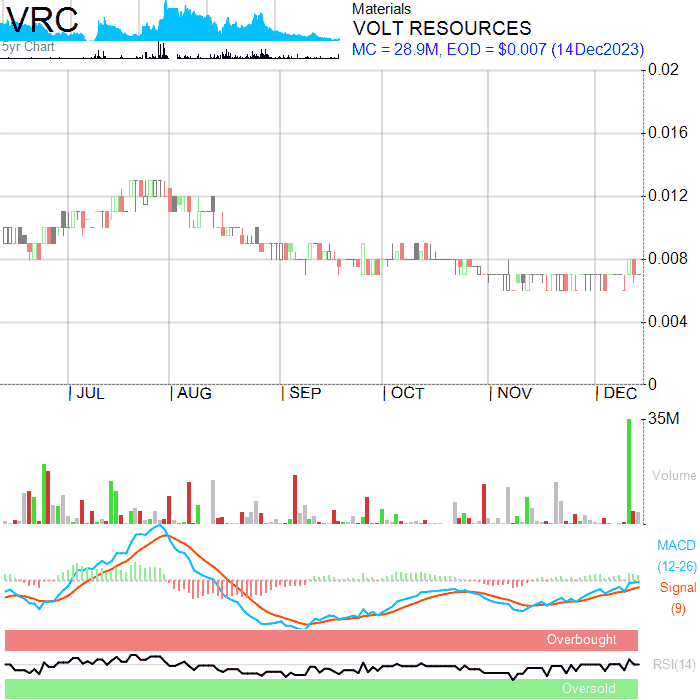 VRC
5yr Chart
Materials
VOLT RESOURCES
MC = 28.9M, EOD = $0.007 (14Dec2023)
0.02
0.016
0.012
0.008
0.004
0
JUL AUG SEP OCT NOV DEC
35M
Volume
MACD
(12-26)
Signal
(9)
Overbought
RSI(14)
Oversold